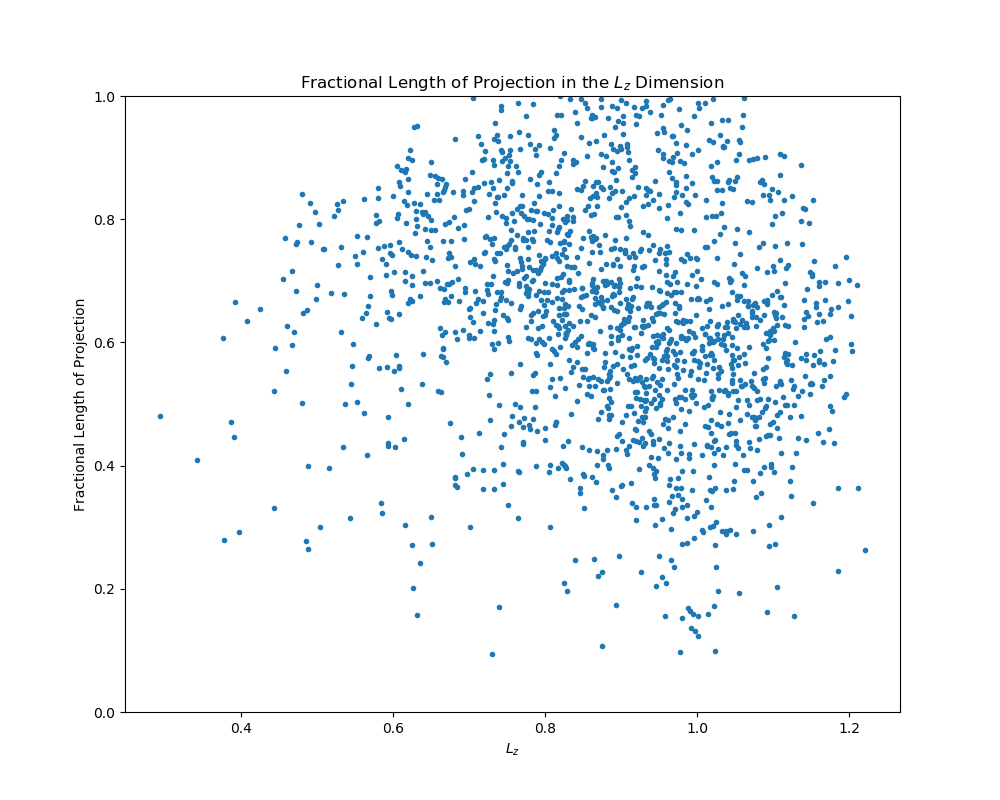 Fractional Length of Projection in the L_z Dimension
1.0
0.8
0.6
0.4
0.2
0.0
Fractional Length of Projection
0.4 0.6 0.8 1.0 1.2
L_z